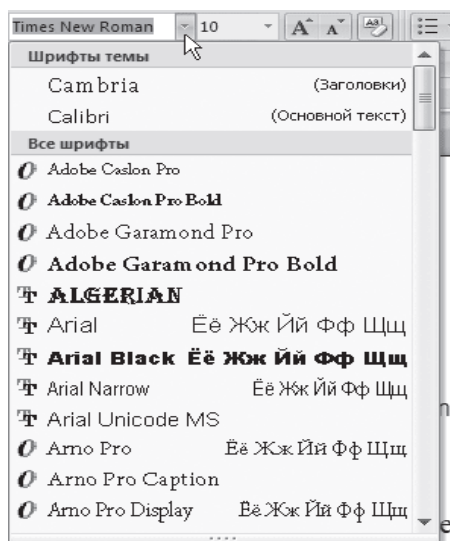 Times New Roman 10
Шрифты темы
Cambria (Заголовки)
Calibri (Основной текст)
Все шрифты
Adobe Caslon Pro
Adobe Caslon Pro Bold
Adobe Garamond Pro
Adobe Garamond Pro Bold
ALGERIAN
Arial Ёё Жж Йй Фф Щщ
Arial Black Ёё Жж Йй Фф Щщ
Arial Narrow Ёё Жж Йй Фф Щщ
Arial Unicode MS
Arno Pro Ёё Жж Йй Фф Щщ
Arno Pro Caption
Arno Pro Display Ёё Жж Йй Фф Щщ